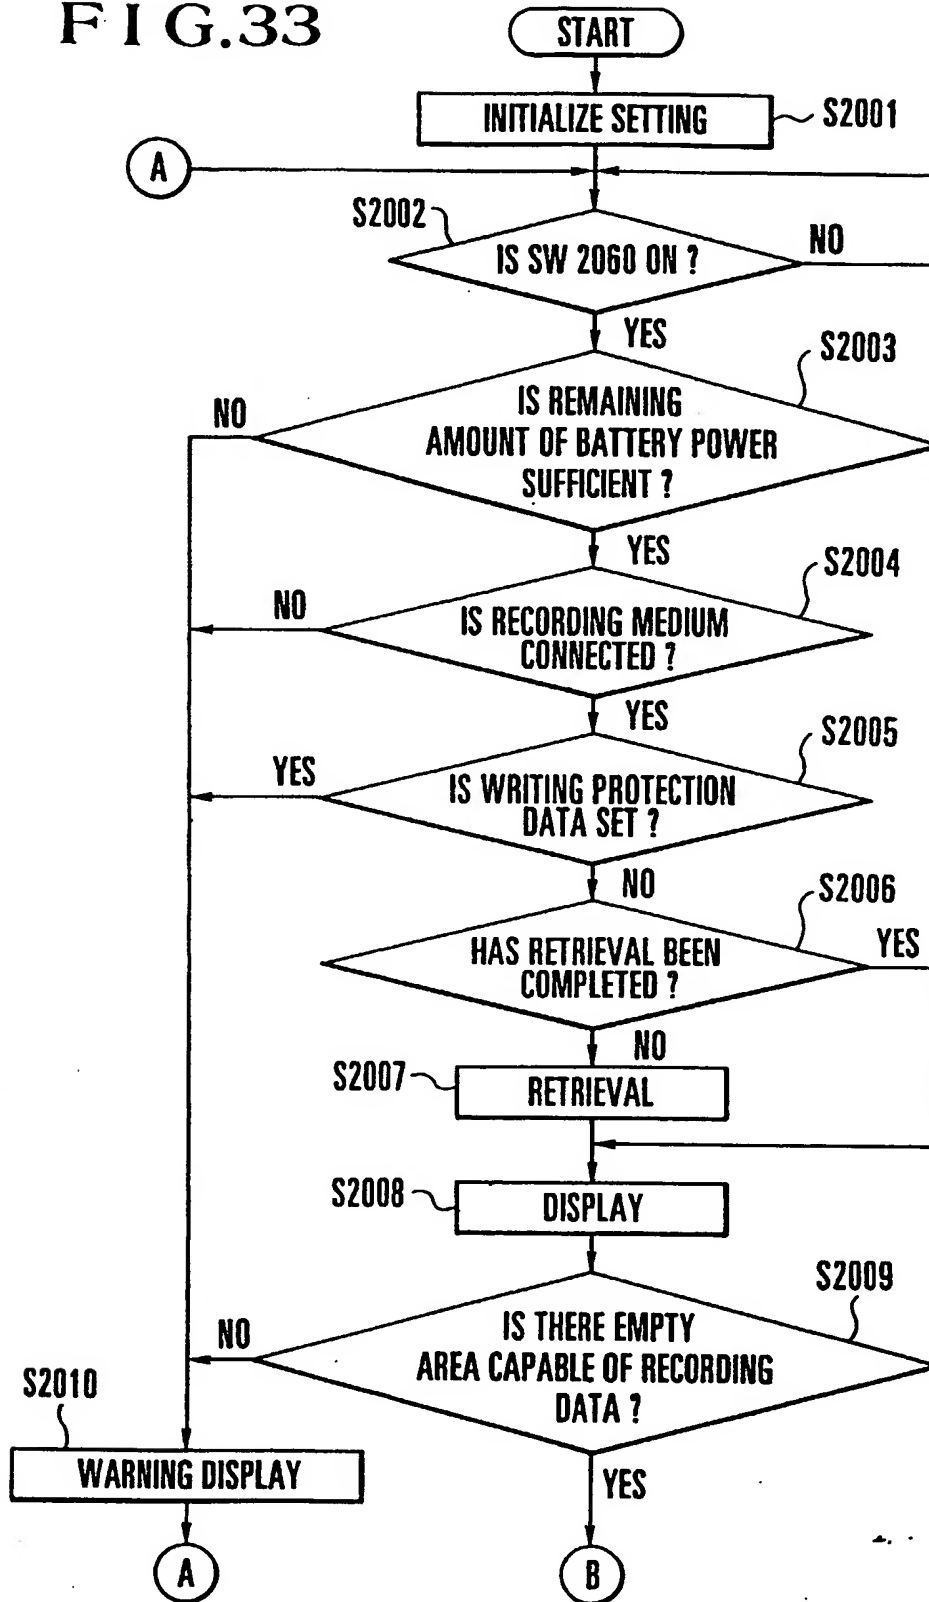 FIG.33
START
INITIALIZE SETTING
S2001
A
S2002
IS SW 2060 ON ?
NO
YES
S2003
IS REMAINING
AMOUNT OF BATTERY POWER
SUFFICIENT ?
NO
YES
S2004
IS RECORDING MEDIUM
CONNECTED ?
NO
YES
S2005
IS WRITING PROTECTION
DATA SET ?
YES
NO
S2006
HAS RETRIEVAL BEEN
COMPLETED ?
YES
NO
S2007
RETRIEVAL
S2008
DISPLAY
S2009
IS THERE EMPTY
AREA CAPABLE OF RECORDING
DATA ?
NO
S2010
WARNING DISPLAY
YES
A
B